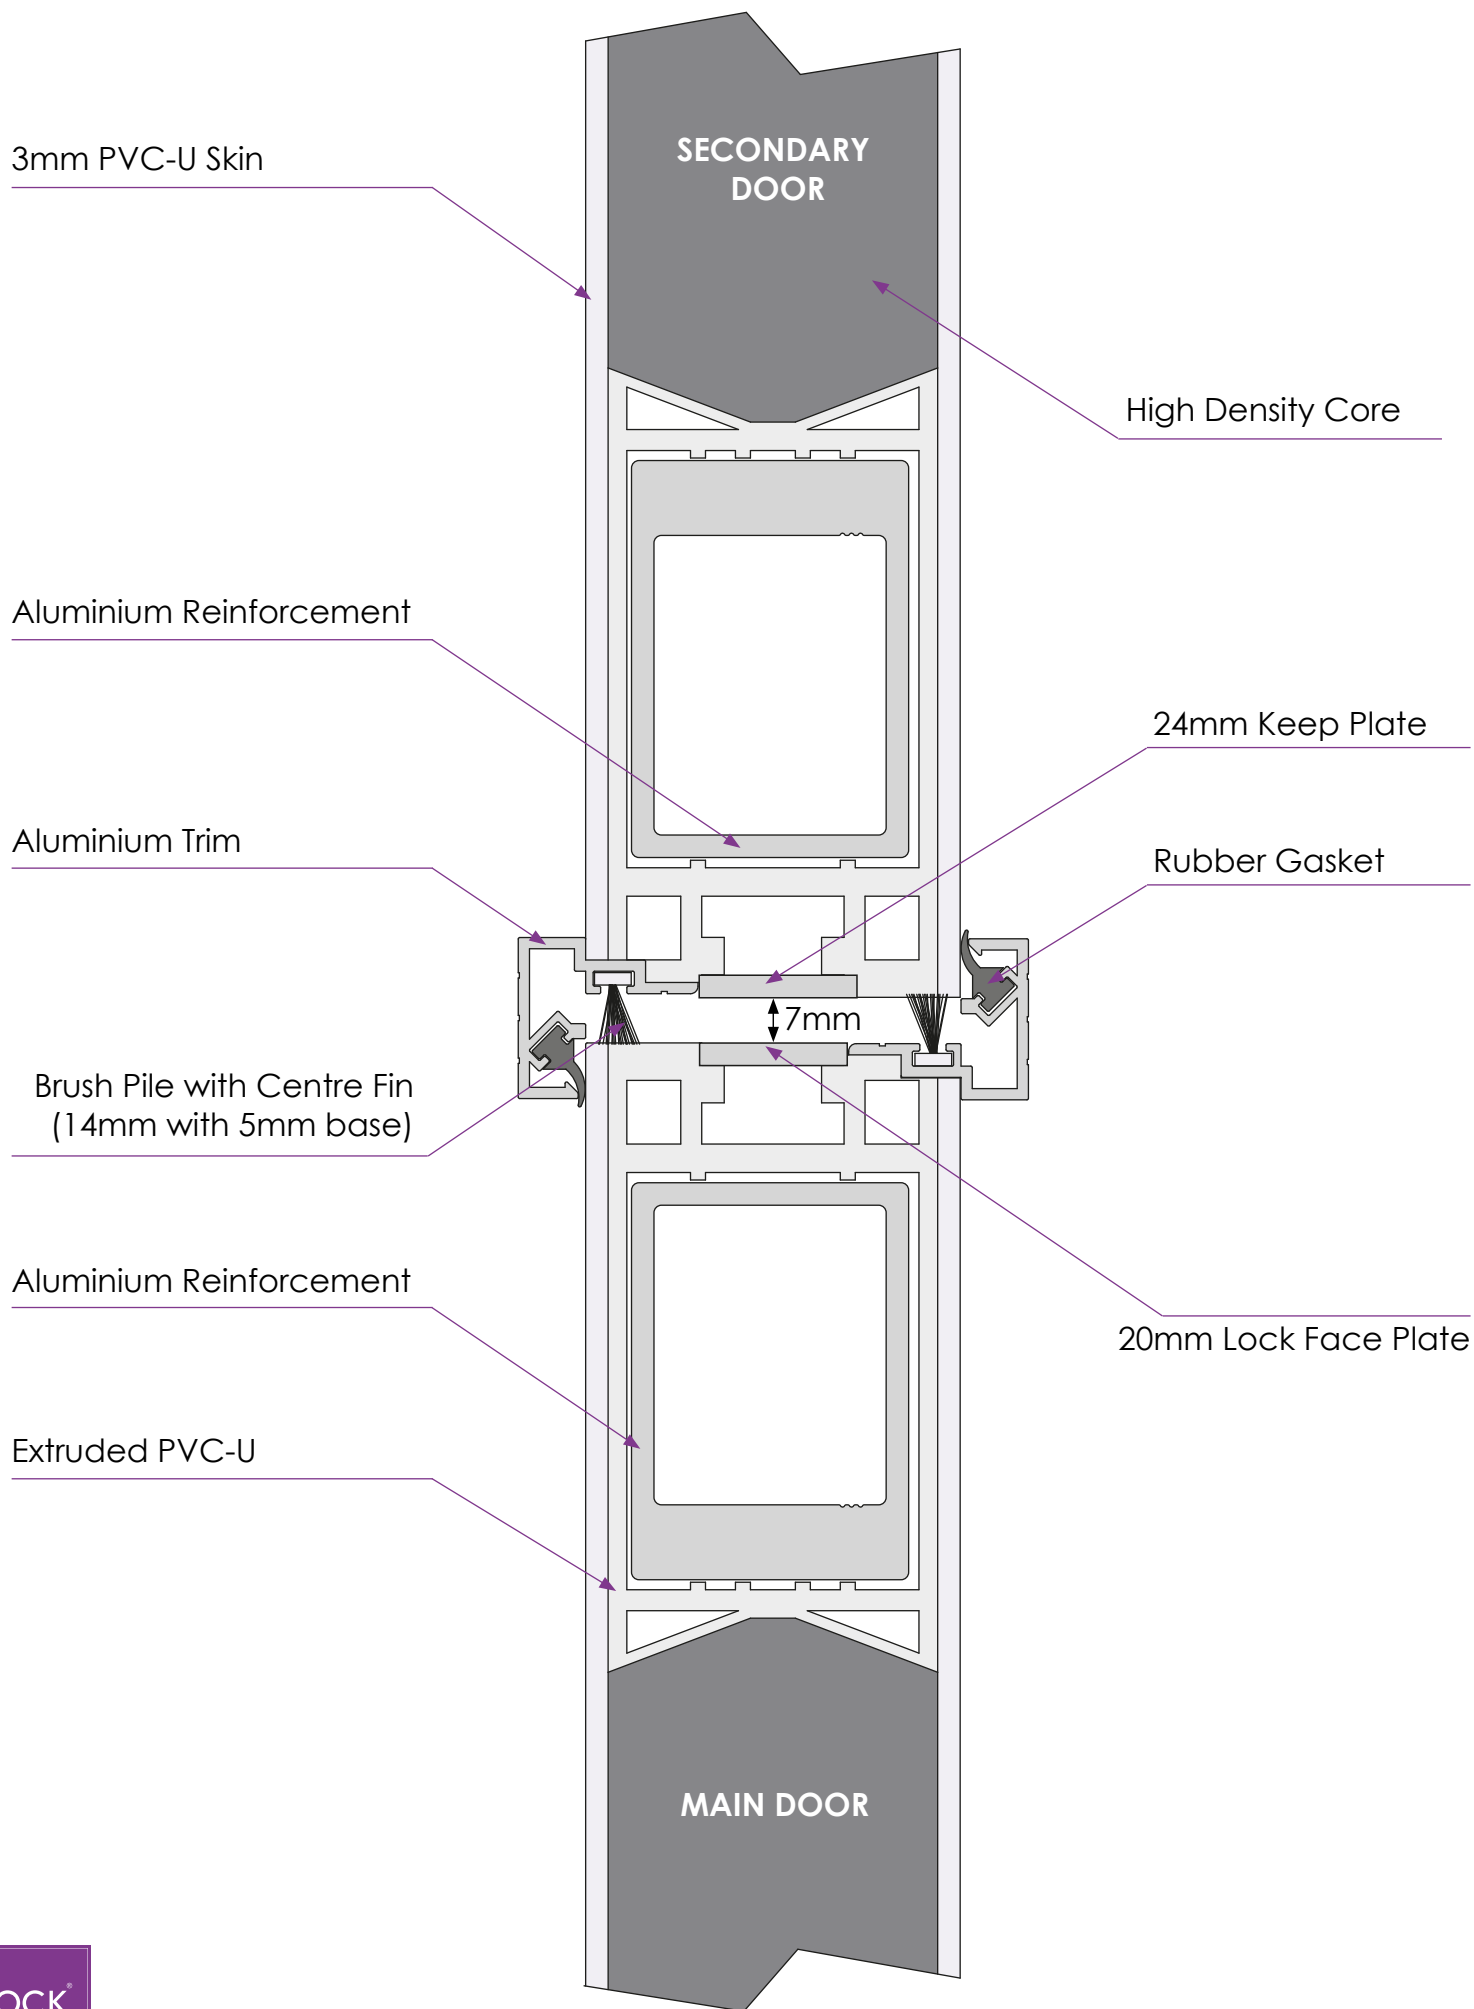 SECONDARY
DOOR
3mm PVC-U Skin
High Density Core
Aluminium Reinforcement
24mm Keep Plate
Aluminium Trim
Rubber Gasket
7mm
Brush Pile with Centre Fin
(14mm with 5mm base)
Aluminium Reinforcement
20mm Lock Face Plate
Extruded PVC-U
MAIN DOOR